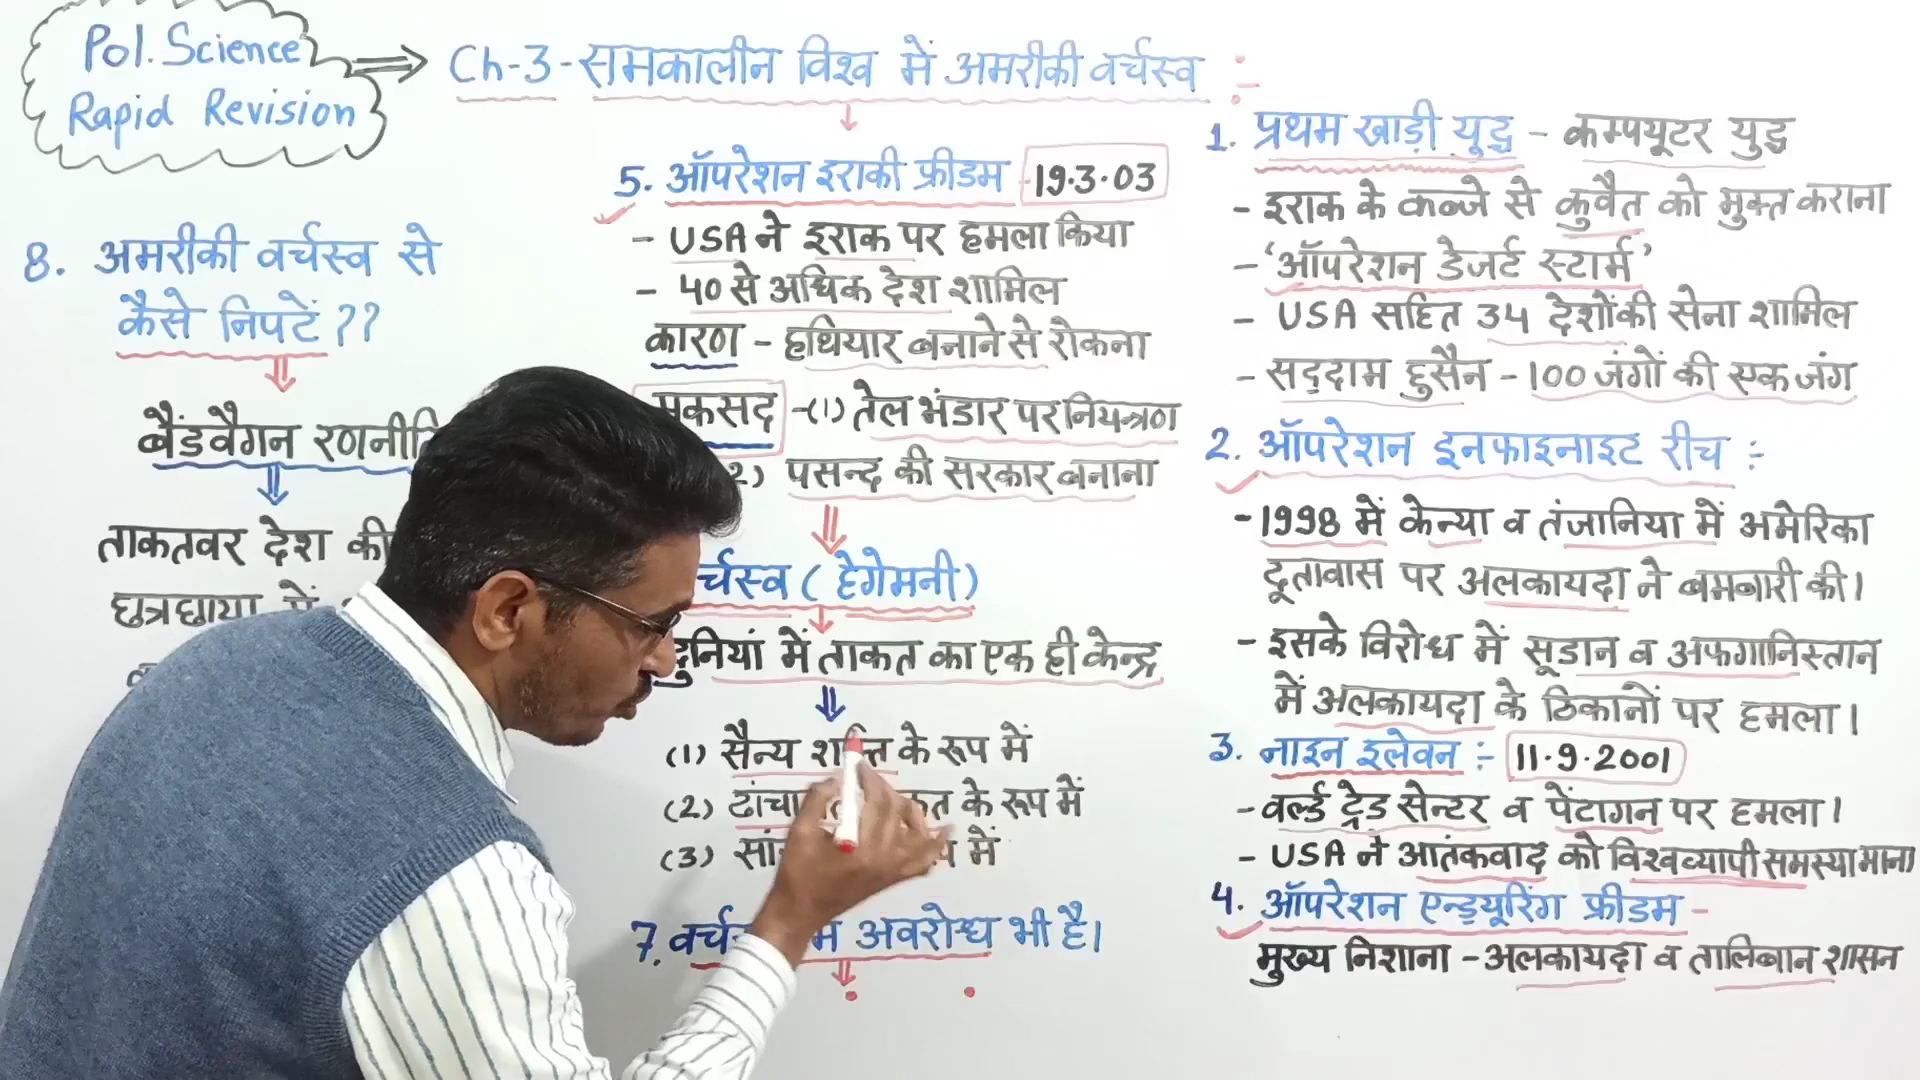 Pol. Science
Rapid Revision
Ch-3-समकालीन विश्व में अमरीकी वर्चस्व :-
1. प्रथम खाड़ी युद्ध - कम्पयूटर युद्ध
- इराक के कब्जे से कुवैत को मुक्त कराना
- ‘ऑपरेशन डेजर्ट स्टार्म’
- USA सहित 34 देशोंकी सेना शामिल
- सद्दाम हुसैन - 100 जंगों की एक जंग
2. ऑपरेशन इनफाइनाइट रीच :-
- 1998 में केन्या व तंजानिया में अमेरिका
दूतावास पर अलकायदा ने बमबारी की।
- इसके विरोध में सूडान व अफगानिस्तान
में अलकायदा के ठिकानों पर हमला।
3. नाइन इलेवन :- 11.9.2001
- वर्ल्ड ट्रेड सेन्टर व पेंटागन पर हमला।
- USA ने आतंकवाद को विश्वव्यापी समस्या माना
4. ऑपरेशन एन्ड्यूरिंग फ्रीडम -
मुख्य निशाना - अलकायदा व तालिबान शासन
5. ऑपरेशन इराकी फ्रीडम - 19.3.03
- USA ने इराक पर हमला किया
- 40 से अधिक देश शामिल
कारण - हथियार बनाने से रोकना
मकसद -(1) तेल भंडार पर नियन्त्रण
2) पसन्द की सरकार बनाना
र्चस्व ( हेगेमनी )
दुनियां में ताकत का एक ही केन्द्र
(1) सैन्य शक्ति के रूप में
(2) के रूप में
(3) में
7. अवरोध भी है।
8. अमरीकी वर्चस्व से
कैसे निपटें ??
बैंडवैगन रणनीति
ताकतवर देश की
छत्रछाया में